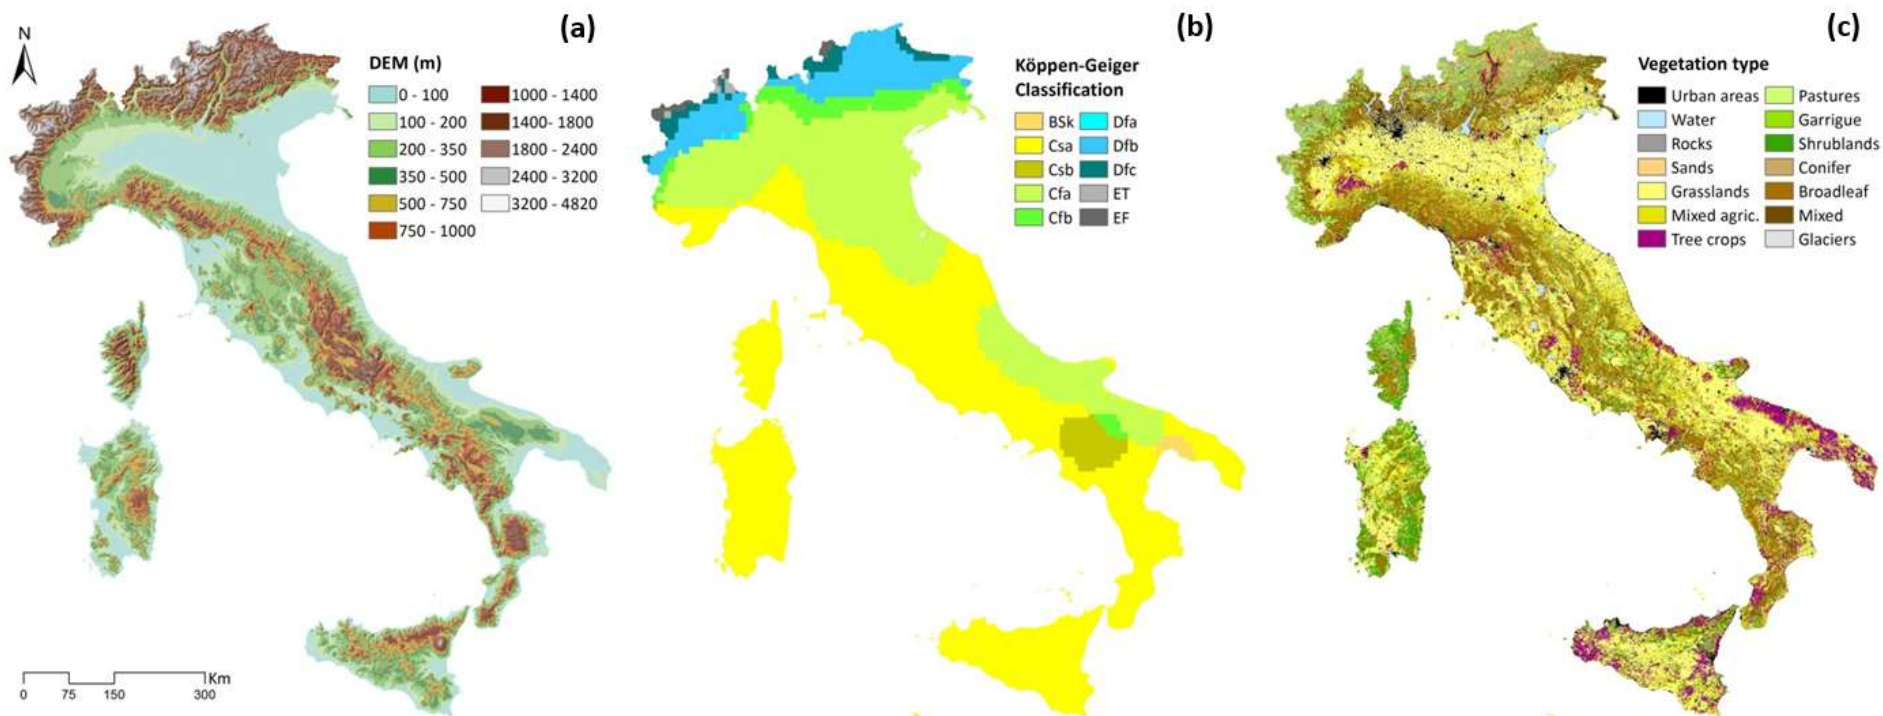 N
(a)
DEM (m)
0 - 100
100 - 200
200 - 350
350 - 500
500 - 750
750 - 1000
1000 - 1400
1400- 1800
1800 - 2400
2400 - 3200
3200 - 4820
Km
0 75 150 300
(b)
Köppen-Geiger
Classification
BSk
Csa
Csb
Cfa
Cfb
Dfa
Dfb
Dfc
ET
EF
(c)
Vegetation type
Urban areas
Water
Rocks
Sands
Grasslands
Mixed agric.
Tree crops
Pastures
Garrigue
Shrublands
Conifer
Broadleaf
Mixed
Glaciers